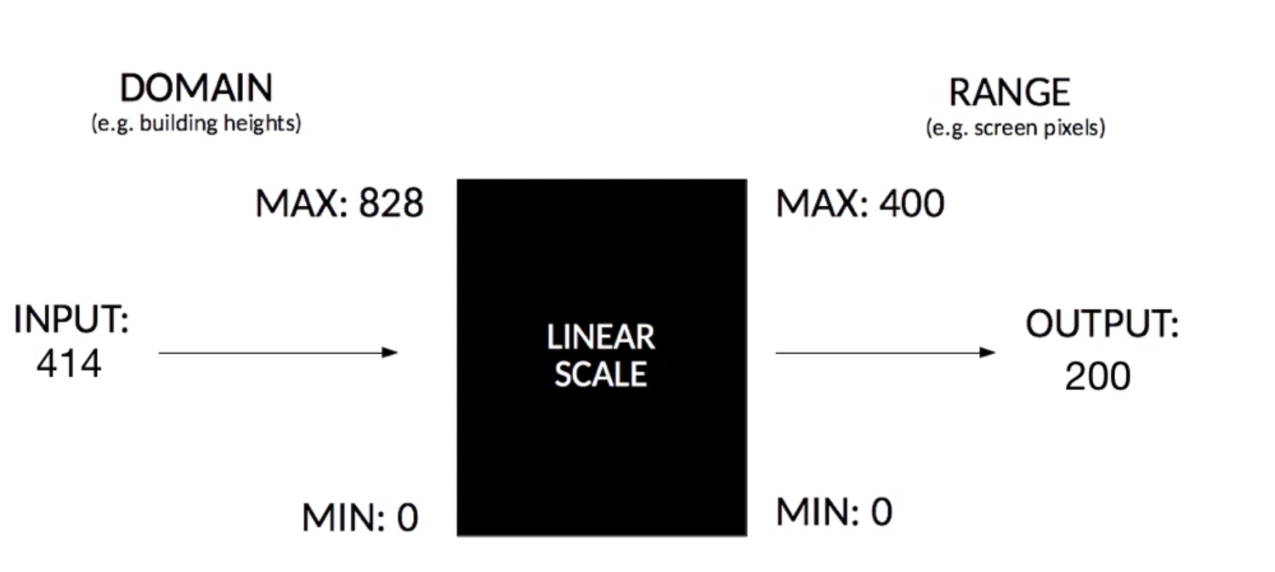 DOMAIN
(e.g. building heights)
RANGE
(e.g. screen pixels)
MAX: 828
MAX: 400
INPUT:
414
LINEAR
SCALE
OUTPUT:
200
MIN: 0
MIN: 0